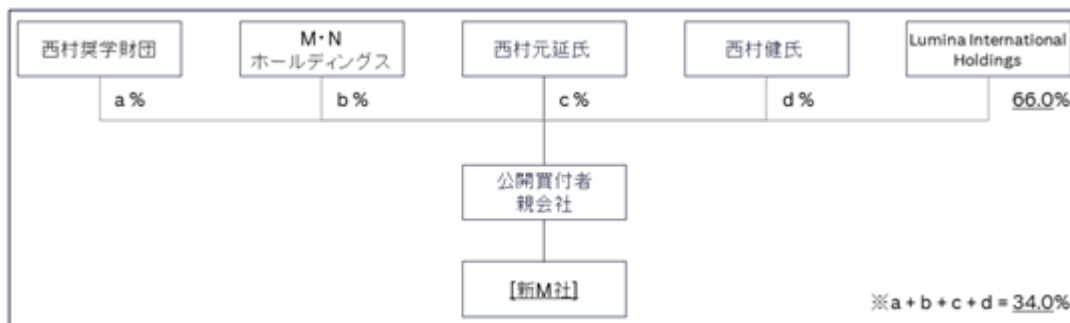 西村奨学財団
M・N
ホールディングス
西村元延氏
西村健氏
Lumina International
Holdings
a %
b %
c %
d %
66.0%
公開買付者
親会社
[新M社]
※a + b + c + d = 34.0%